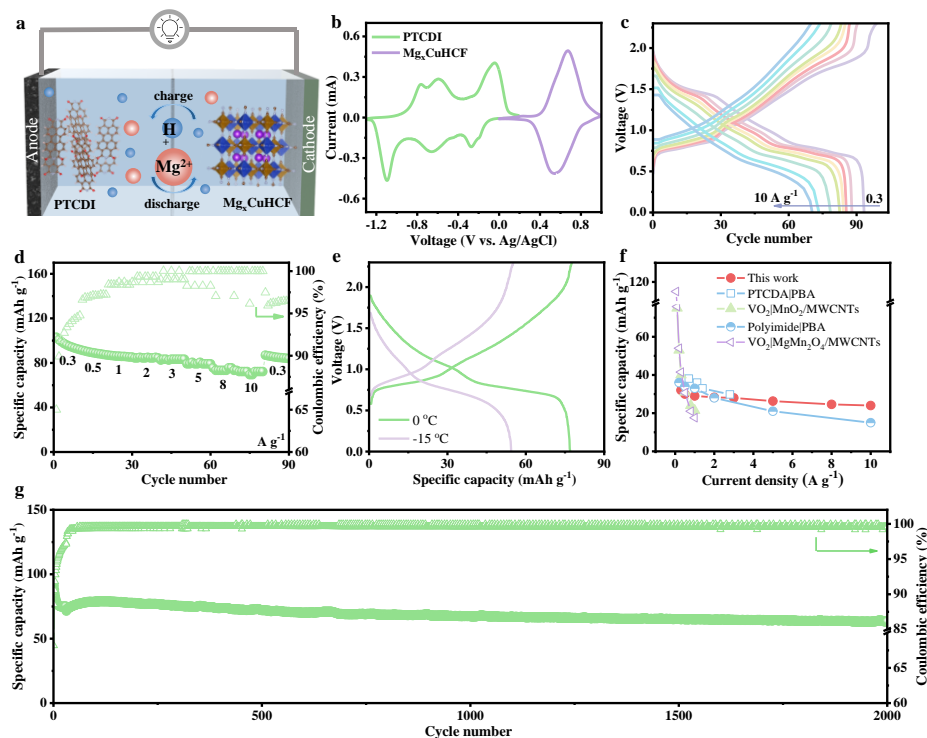 a
Anode
Cathode
charge
H
+
Mg²⁺
discharge
PTCDI
MgₓCuHCF
b
PTCDI
MgₓCuHCF
0.6
0.3
0.0
-0.3
-0.6
Current (mA)
-1.2 -0.8 -0.4 0.0 0.4 0.8
Voltage (V vs. Ag/AgCl)
c
2.0
1.5
1.0
0.5
0.0
Voltage (V)
10 A g⁻¹
0.3
0 30 60 90
Cycle number
d
160
120
80
40
0
Specific capacity (mAh g⁻¹)
100
95
90
65
60
Coulombic efficiency (%)
0.3 0.5 1 2 3 5 8 10 0.3
A g⁻¹
0 30 60 90
Cycle number
e
2.0
1.5
1.0
0.5
0.0
Voltage (V)
0 °C
-15 °C
0 30 60 90
Specific capacity (mAh g⁻¹)
f
This work
PTCDA|PBA
VO₂|MnO₂/MWCNTs
Polyimide|PBA
VO₂|MgMn₂O₄/MWCNTs
120
80
60
40
20
0
Specific capacity (mAh g⁻¹)
0 2 4 6 8 10
Current density (A g⁻¹)
g
150
100
75
50
0
Specific capacity (mAh g⁻¹)
100
95
90
85
65
60
Coulombic efficiency (%)
0 500 1000 1500 2000
Cycle number